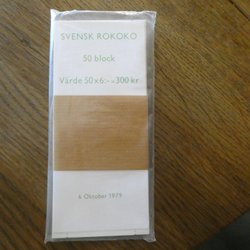 SVENSK ROKOKO
50 block
Värde 50×6:- =300 kr
6 Oktober 1979